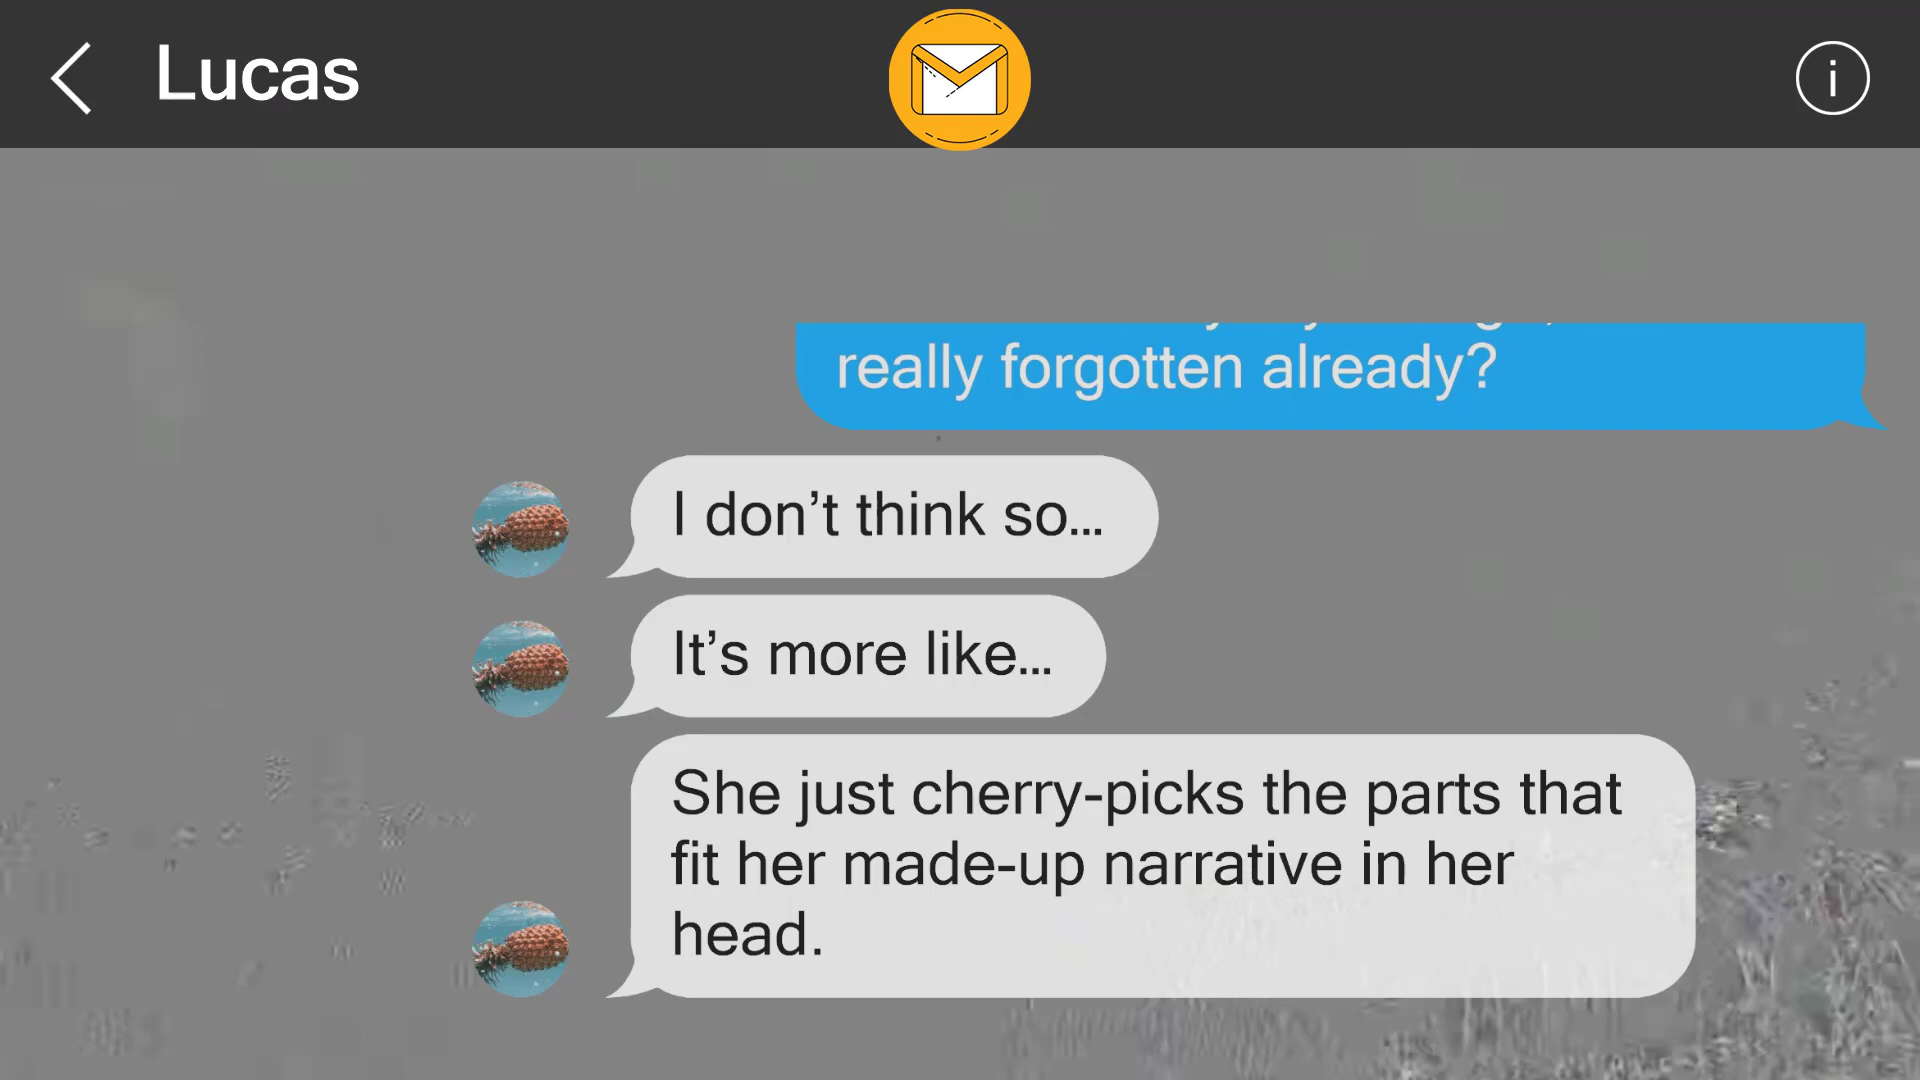 Lucas
really forgotten already?
I don’t think so...
It’s more like...
She just cherry-picks the parts that
fit her made-up narrative in her
head.